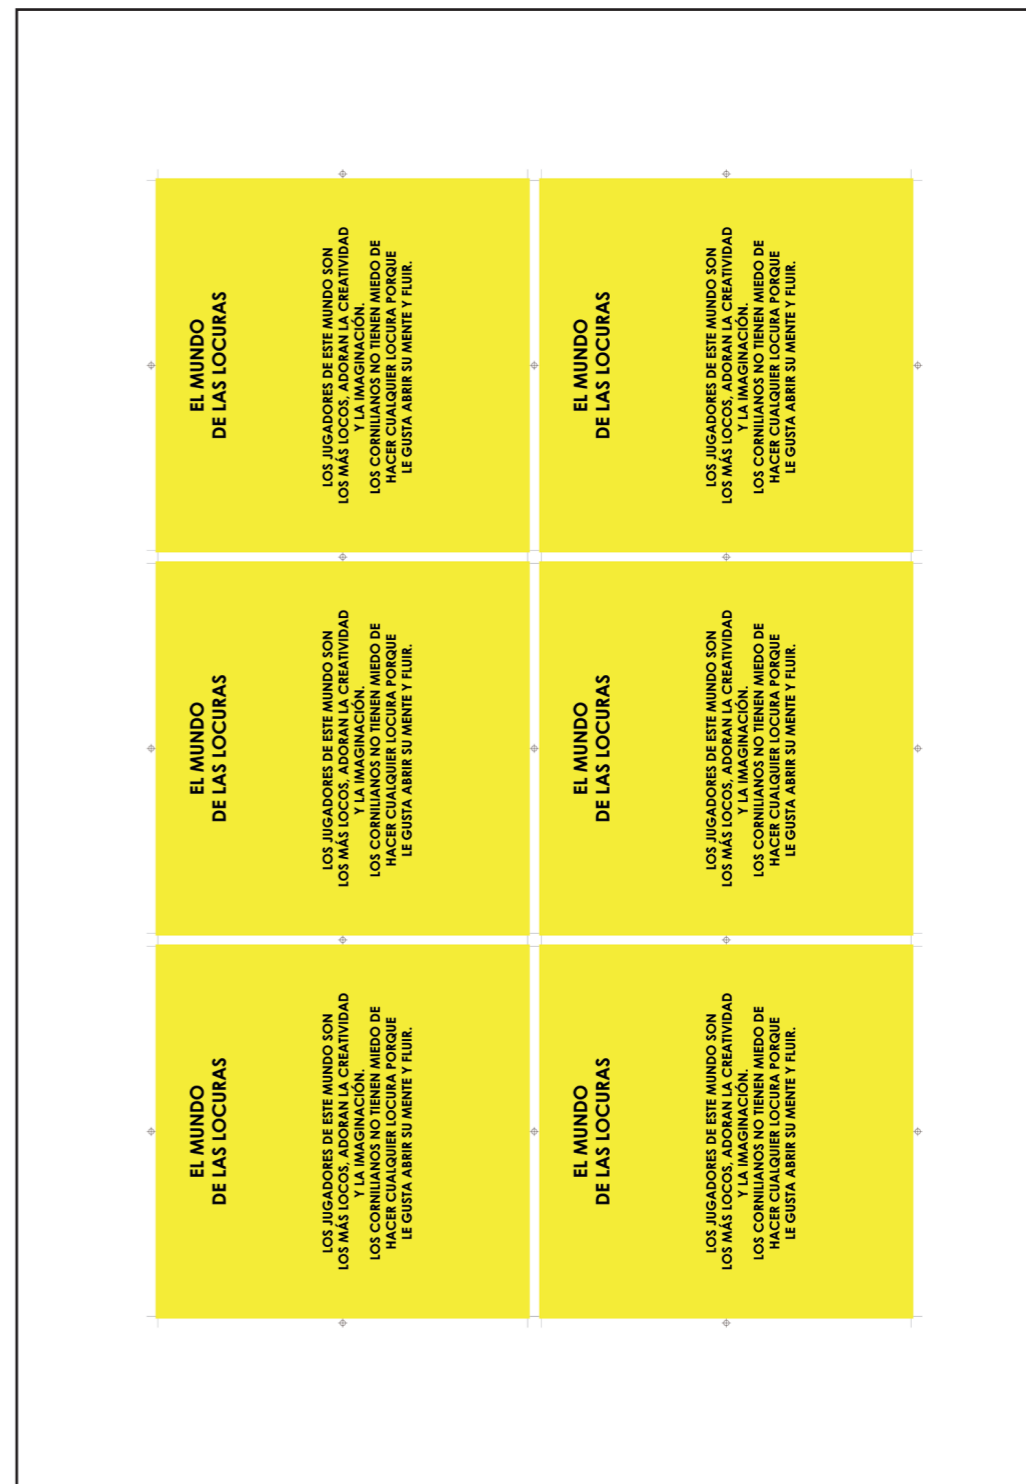 EL MUNDO
DE LAS LOCURAS
LOS JUGADORES DE ESTE MUNDO SON
LOS MÁS LOCOS, ADORAN LA CREATIVIDAD
Y LA IMAGINACIÓN.
LOS CORNILIANOS NO TIENEN MIEDO DE
HACER CUALQUIER LOCURA PORQUE
LE GUSTA ABRIR SU MENTE Y FLUIR.
EL MUNDO
DE LAS LOCURAS
LOS JUGADORES DE ESTE MUNDO SON
LOS MÁS LOCOS, ADORAN LA CREATIVIDAD
Y LA IMAGINACIÓN.
LOS CORNILIANOS NO TIENEN MIEDO DE
HACER CUALQUIER LOCURA PORQUE
LE GUSTA ABRIR SU MENTE Y FLUIR.
EL MUNDO
DE LAS LOCURAS
LOS JUGADORES DE ESTE MUNDO SON
LOS MÁS LOCOS, ADORAN LA CREATIVIDAD
Y LA IMAGINACIÓN.
LOS CORNILIANOS NO TIENEN MIEDO DE
HACER CUALQUIER LOCURA PORQUE
LE GUSTA ABRIR SU MENTE Y FLUIR.
EL MUNDO
DE LAS LOCURAS
LOS JUGADORES DE ESTE MUNDO SON
LOS MÁS LOCOS, ADORAN LA CREATIVIDAD
Y LA IMAGINACIÓN.
LOS CORNILIANOS NO TIENEN MIEDO DE
HACER CUALQUIER LOCURA PORQUE
LE GUSTA ABRIR SU MENTE Y FLUIR.
EL MUNDO
DE LAS LOCURAS
LOS JUGADORES DE ESTE MUNDO SON
LOS MÁS LOCOS, ADORAN LA CREATIVIDAD
Y LA IMAGINACIÓN.
LOS CORNILIANOS NO TIENEN MIEDO DE
HACER CUALQUIER LOCURA PORQUE
LE GUSTA ABRIR SU MENTE Y FLUIR.
EL MUNDO
DE LAS LOCURAS
LOS JUGADORES DE ESTE MUNDO SON
LOS MÁS LOCOS, ADORAN LA CREATIVIDAD
Y LA IMAGINACIÓN.
LOS CORNILIANOS NO TIENEN MIEDO DE
HACER CUALQUIER LOCURA PORQUE
LE GUSTA ABRIR SU MENTE Y FLUIR.